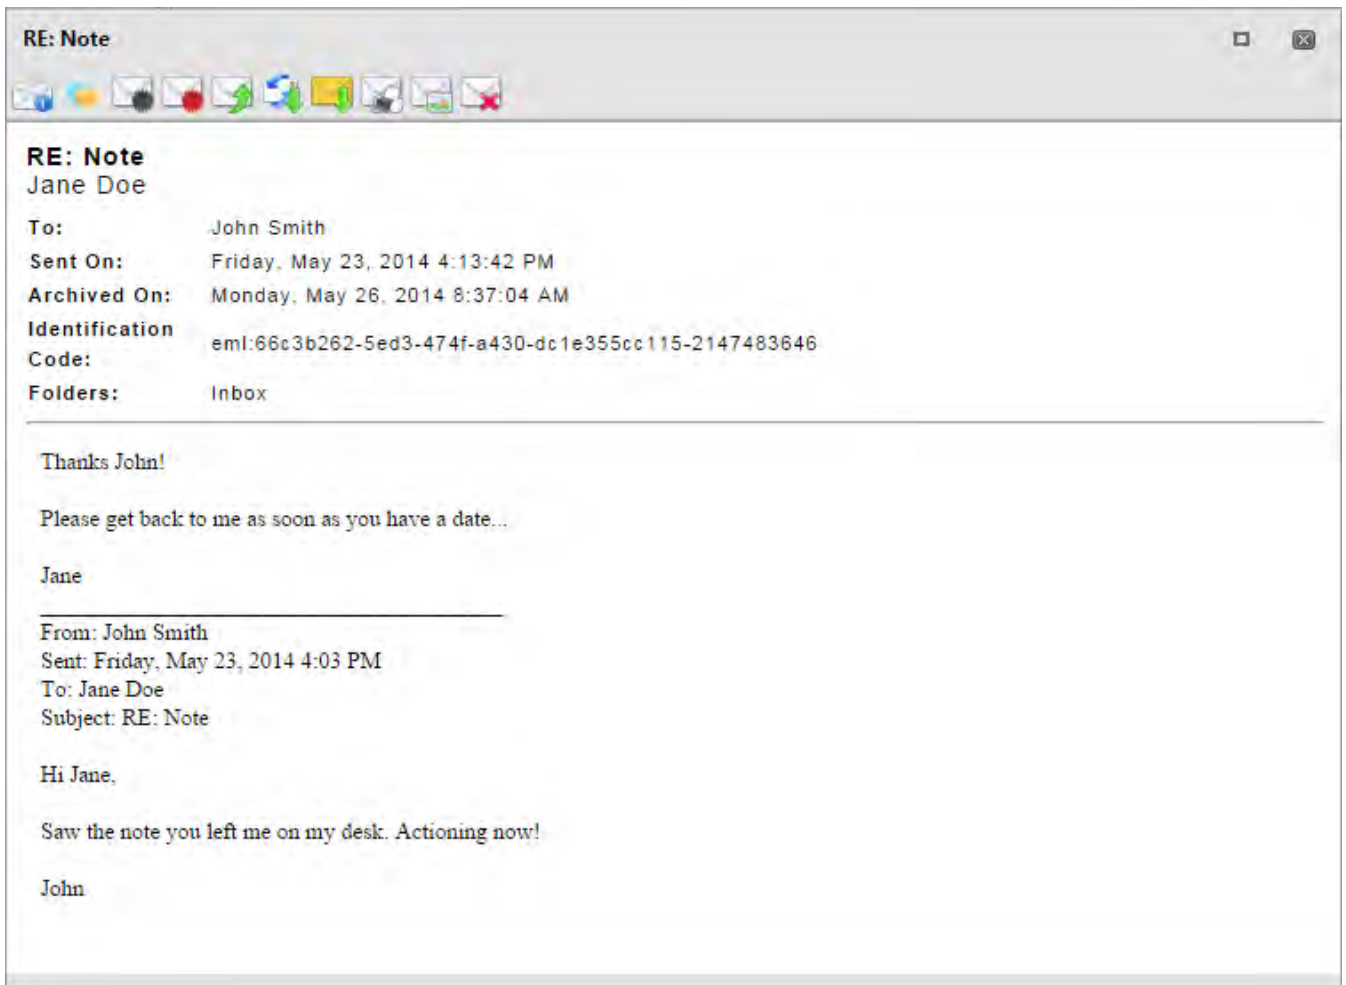 RE: Note
RE: Note
Jane Doe
To: John Smith
Sent On: Friday, May 23, 2014 4:13:42 PM
Archived On: Monday, May 26, 2014 8:37:04 AM
Identification
Code: eml:66c3b262-5ed3-474f-a430-dc1e355cc115-2147483646
Folders: Inbox
Thanks John!
Please get back to me as soon as you have a date...
Jane
From: John Smith
Sent: Friday, May 23, 2014 4:03 PM
To: Jane Doe
Subject: RE: Note
Hi Jane,
Saw the note you left me on my desk. Actioning now!
John